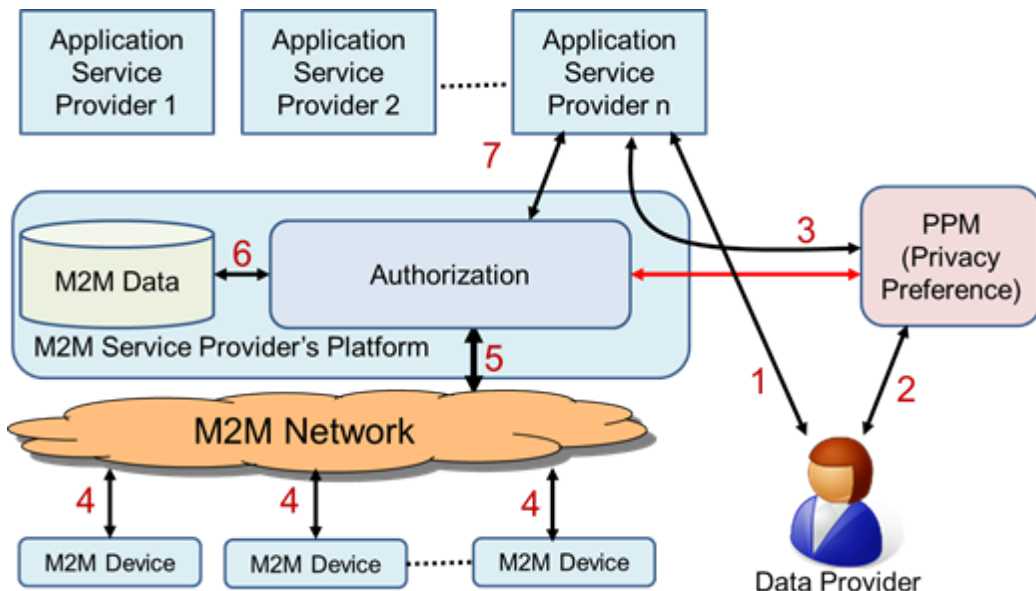 Application
Service
Provider 1
Application
Service
Provider 2
Application
Service
Provider n
7
3
PPM
(Privacy
Preference)
6
M2M Data
Authorization
M2M Service Provider's Platform
5
1
2
M2M Network
4
4
4
M2M Device
M2M Device
M2M Device
Data Provider